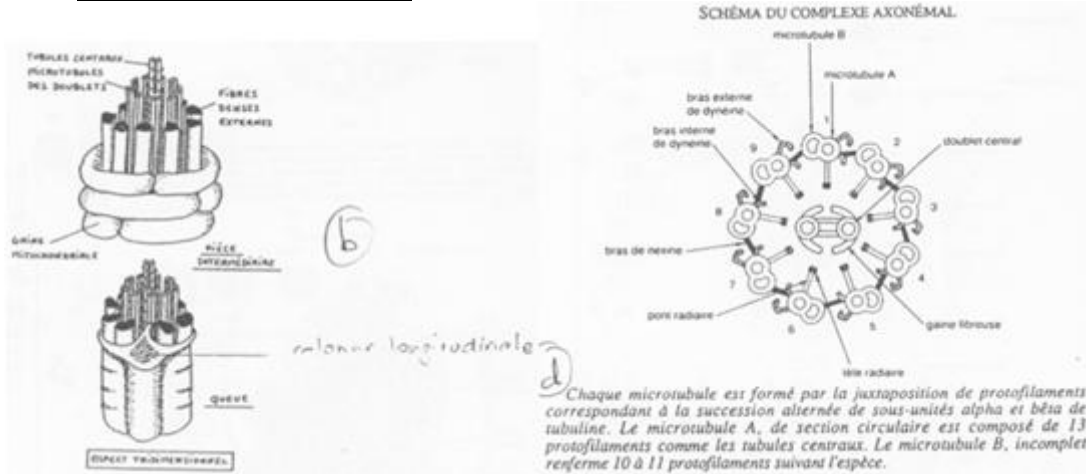 TUBULES CENTRAUX
MICROTUBULES
DES DOUBLETS
FIBRES
DENSES
EXTERNES
GAINE
MITOCHONDRIALE
PIÈCE
INTERMÉDIAIRE
b
colonne longitudinale
QUEUE
ASPECT TRIDIMENSIONNEL
SCHÉMA DU COMPLEXE AXONÉMAL
microtubule B
microtubule A
bras externe
de dynéine
bras interne
de dynéine
doublet central
1
2
3
4
5
6
7
8
9
bras de nexine
pont radiaire
gaine fibreuse
tête radiaire
d
Chaque microtubule est formé par la juxtaposition de protofilaments
correspondant à la succession alternée de sous-unités alpha et bêta de
tubuline. Le microtubule A, de section circulaire est composé de 13
protofilaments comme les tubules centraux. Le microtubule B, incomplet
renferme 10 à 11 protofilaments suivant l'espèce.